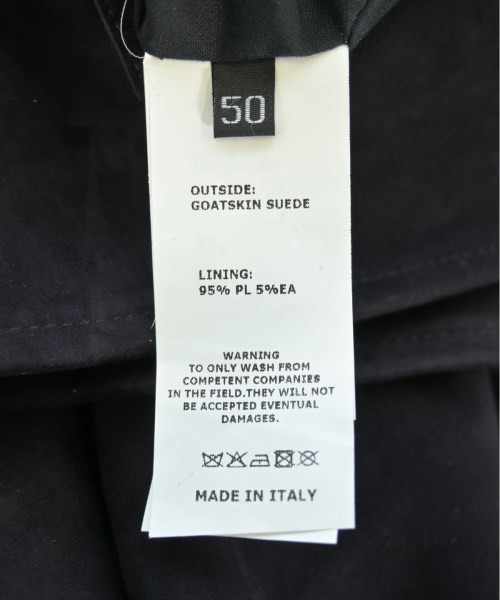 50
OUTSIDE:
GOATSKIN SUEDE
LINING:
95% PL 5%EA
WARNING
TO ONLY WASH FROM
COMPETENT COMPANIES
IN THE FIELD.THEY WILL NOT
BE ACCEPTED EVENTUAL
DAMAGES.
MADE IN ITALY